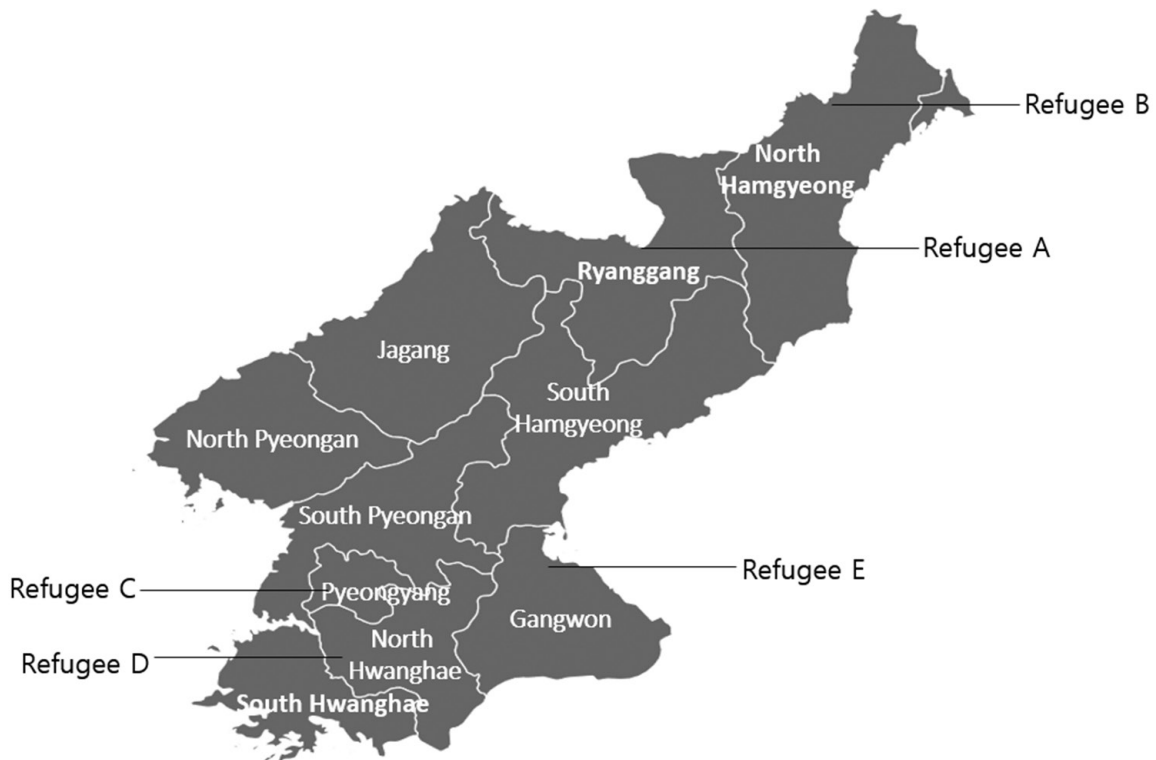 Refugee B
North
Hamgyeong
Refugee A
Ryanggang
Jagang
South
Hamgyeong
North Pyeongan
South Pyeongan
Refugee E
Refugee C
Pyeongyang
Gangwon
North
Hwanghae
Refugee D
South Hwanghae